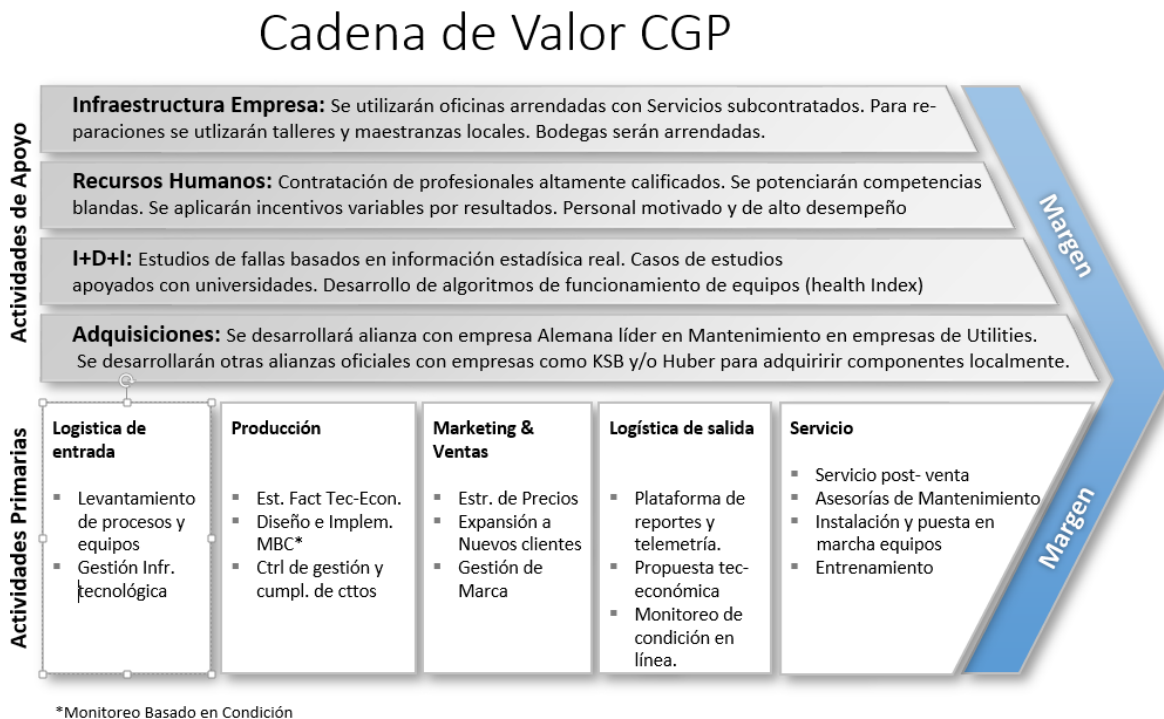 Cadena de Valor CGP
Actividades de Apoyo
Infraestructura Empresa: Se utilizarán oficinas arrendadas con Servicios subcontratados. Para re-
paraciones se utlizarán talleres y maestranzas locales. Bodegas serán arrendadas.
Recursos Humanos: Contratación de profesionales altamente calificados. Se potenciarán competencias
blandas. Se aplicarán incentivos variables por resultados. Personal motivado y de alto desempeño
I+D+I: Estudios de fallas basados en información estadísica real. Casos de estudios
apoyados con universidades. Desarrollo de algoritmos de funcionamiento de equipos (health Index)
Adquisiciones: Se desarrollará alianza con empresa Alemana líder en Mantenimiento en empresas de Utilities.
Se desarrollarán otras alianzas oficiales con empresas como KSB y/o Huber para adquiririr componentes localmente.
Margen
Actividades Primarias
Logistica de
entrada
▪ Levantamiento
de procesos y
equipos
▪ Gestión Infr.
tecnológica
Producción
▪ Est. Fact Tec-Econ.
▪ Diseño e Implem.
MBC*
▪ Ctrl de gestión y
cumpl. de cttos
Marketing &
Ventas
▪ Estr. de Precios
▪ Expansión a
Nuevos clientes
▪ Gestión de
Marca
Logística de salida
▪ Plataforma de
reportes y
telemetría.
▪ Propuesta tec-
económica
▪ Monitoreo de
condición en
línea.
Servicio
▪ Servicio post- venta
▪ Asesorías de Mantenimiento
▪ Instalación y puesta en
marcha equipos
▪ Entrenamiento
Margen
*Monitoreo Basado en Condición